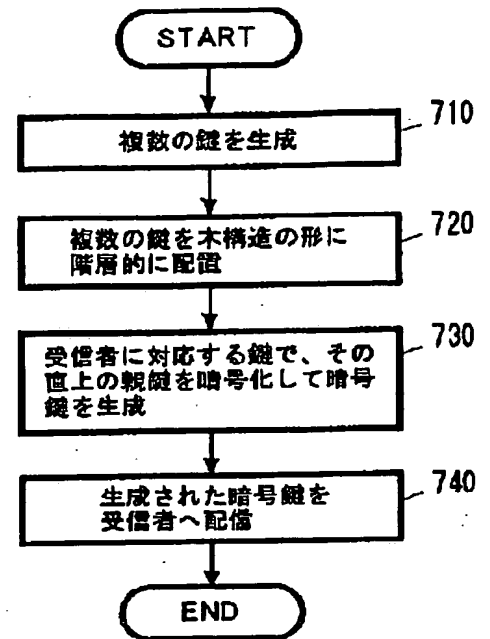 START
710
複数の鍵を生成
720
複数の鍵を木構造の形に
階層的に配置
730
受信者に対応する鍵で、その
直上の親鍵を暗号化して暗号
鍵を生成
740
生成された暗号鍵を
受信者へ配信
END